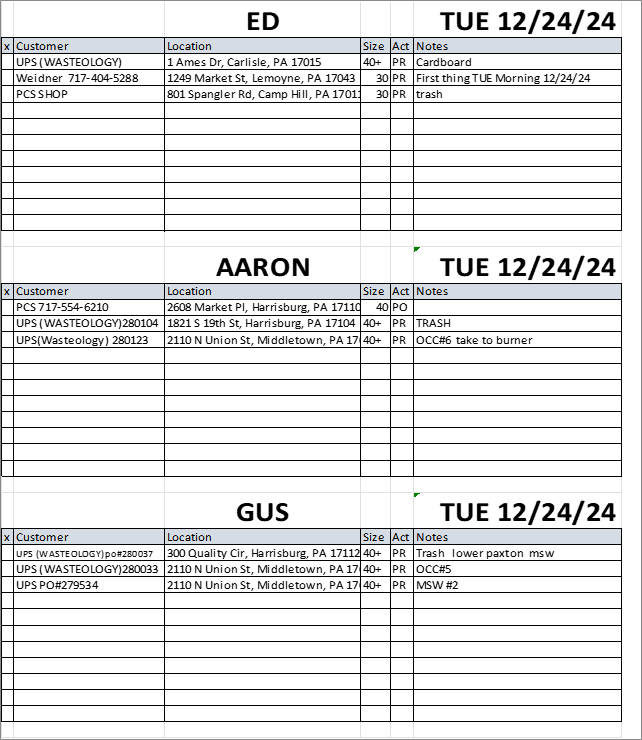 ED TUE 12/24/24
x Customer Location Size Act Notes
UPS (WASTEOLOGY) 1 Ames Dr, Carlisle, PA 17015 40+ PR Cardboard
Weidner 717-404-5288 1249 Market St, Lemoyne, PA 17043 30 PR First thing TUE Morning 12/24/24
PCS SHOP 801 Spangler Rd, Camp Hill, PA 17011 30 PR trash
AARON TUE 12/24/24
x Customer Location Size Act Notes
PCS 717-554-6210 2608 Market Pl, Harrisburg, PA 17110 40 PO
UPS (WASTEOLOGY)280104 1821 S 19th St, Harrisburg, PA 17104 40+ PR TRASH
UPS(Wasteology) 280123 2110 N Union St, Middletown, PA 17 40+ PR OCC#6 take to burner
GUS TUE 12/24/24
x Customer Location Size Act Notes
UPS (WASTEOLOGY)po#280037 300 Quality Cir, Harrisburg, PA 17112 40+ PR Trash lower paxton msw
UPS (WASTEOLOGY)280033 2110 N Union St, Middletown, PA 17 40+ PR OCC#5
UPS PO#279534 2110 N Union St, Middletown, PA 17 40+ PR MSW #2